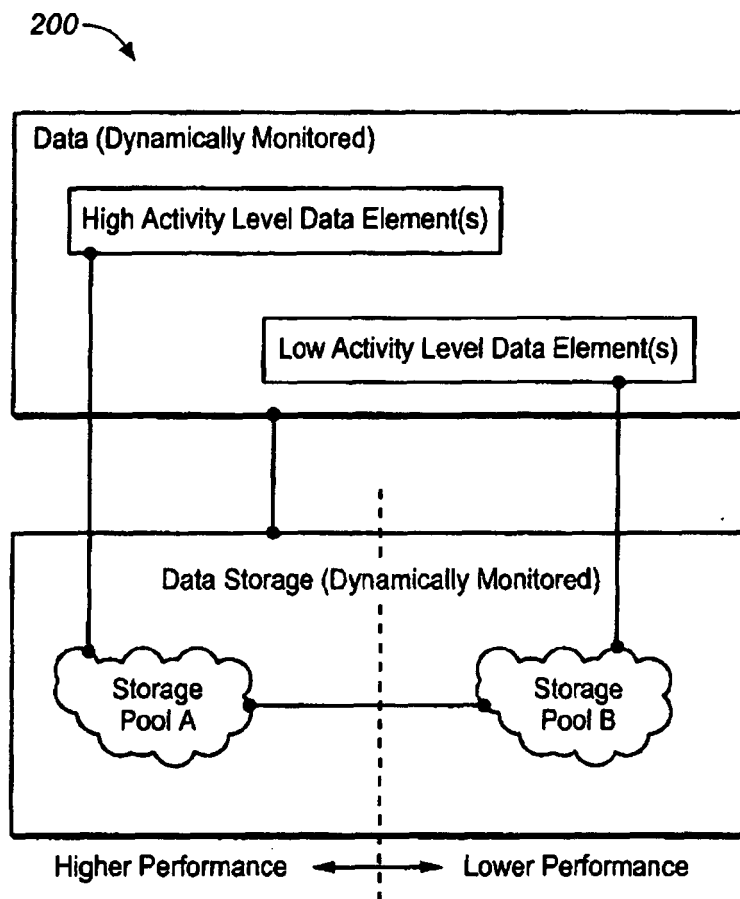 200
Data (Dynamically Monitored)
High Activity Level Data Element(s)
Low Activity Level Data Element(s)
Data Storage (Dynamically Monitored)
Storage
Pool A
Storage
Pool B
Higher Performance
Lower Performance